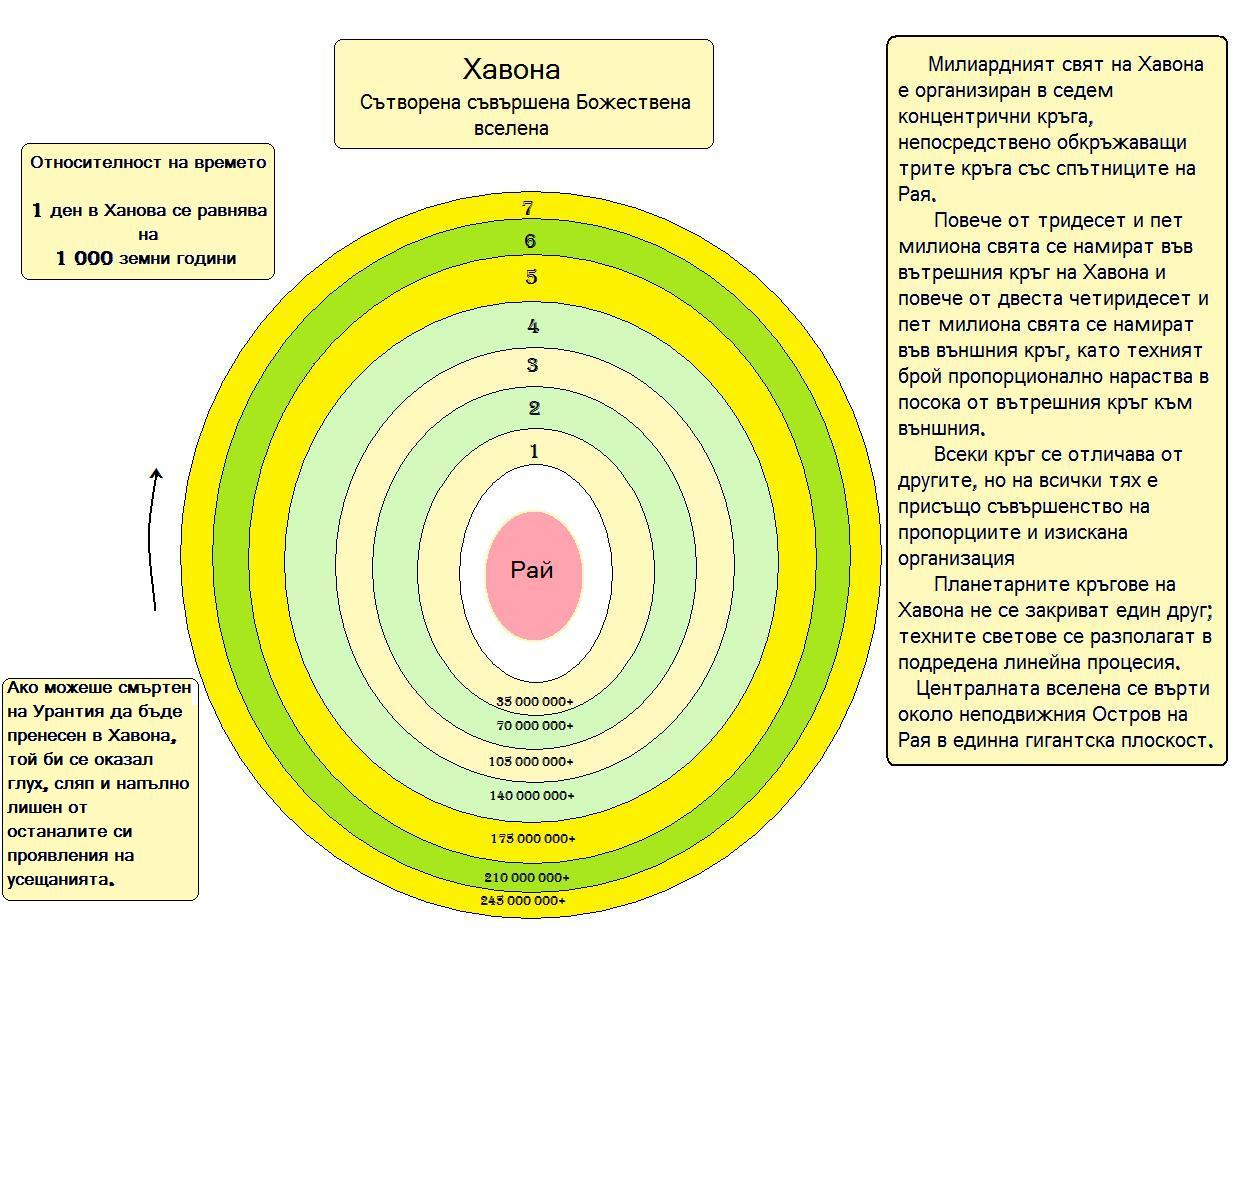 Хавона
Сътворена съвършена Божествена
вселена
Относителност на времето
1 ден в Ханова се равнява
на
1 000 земни години
7
6
5
4
3
2
1
Рай
35 000 000+
70 000 000+
105 000 000+
140 000 000+
175 000 000+
210 000 000+
245 000 000+
Ако можеше смъртен
на Урантия да бъде
пренесен в Хавона,
той би се оказал
глух, сляп и напълно
лишен от
останалите си
проявления на
усещанията.
Милиардният свят на Хавона
е организиран в седем
концентрични кръга,
непосредствено обкръжаващи
трите кръга със спътниците на
Рая.
Повече от тридесет и пет
милиона свята се намират във
вътрешния кръг на Хавона и
повече от двеста четиридесет и
пет милиона свята се намират
във външния кръг, като техният
брой пропорционално нараства в
посока от вътрешния кръг към
външния.
Всеки кръг се отличава от
другите, но на всички тях е
присъщо съвършенство на
пропорциите и изискана
организация
Планетарните кръгове на
Хавона не се закриват един друг;
техните светове се разполагат в
подредена линейна процесия.
Централната вселена се върти
около неподвижния Остров на
Рая в единна гигантска плоскост.